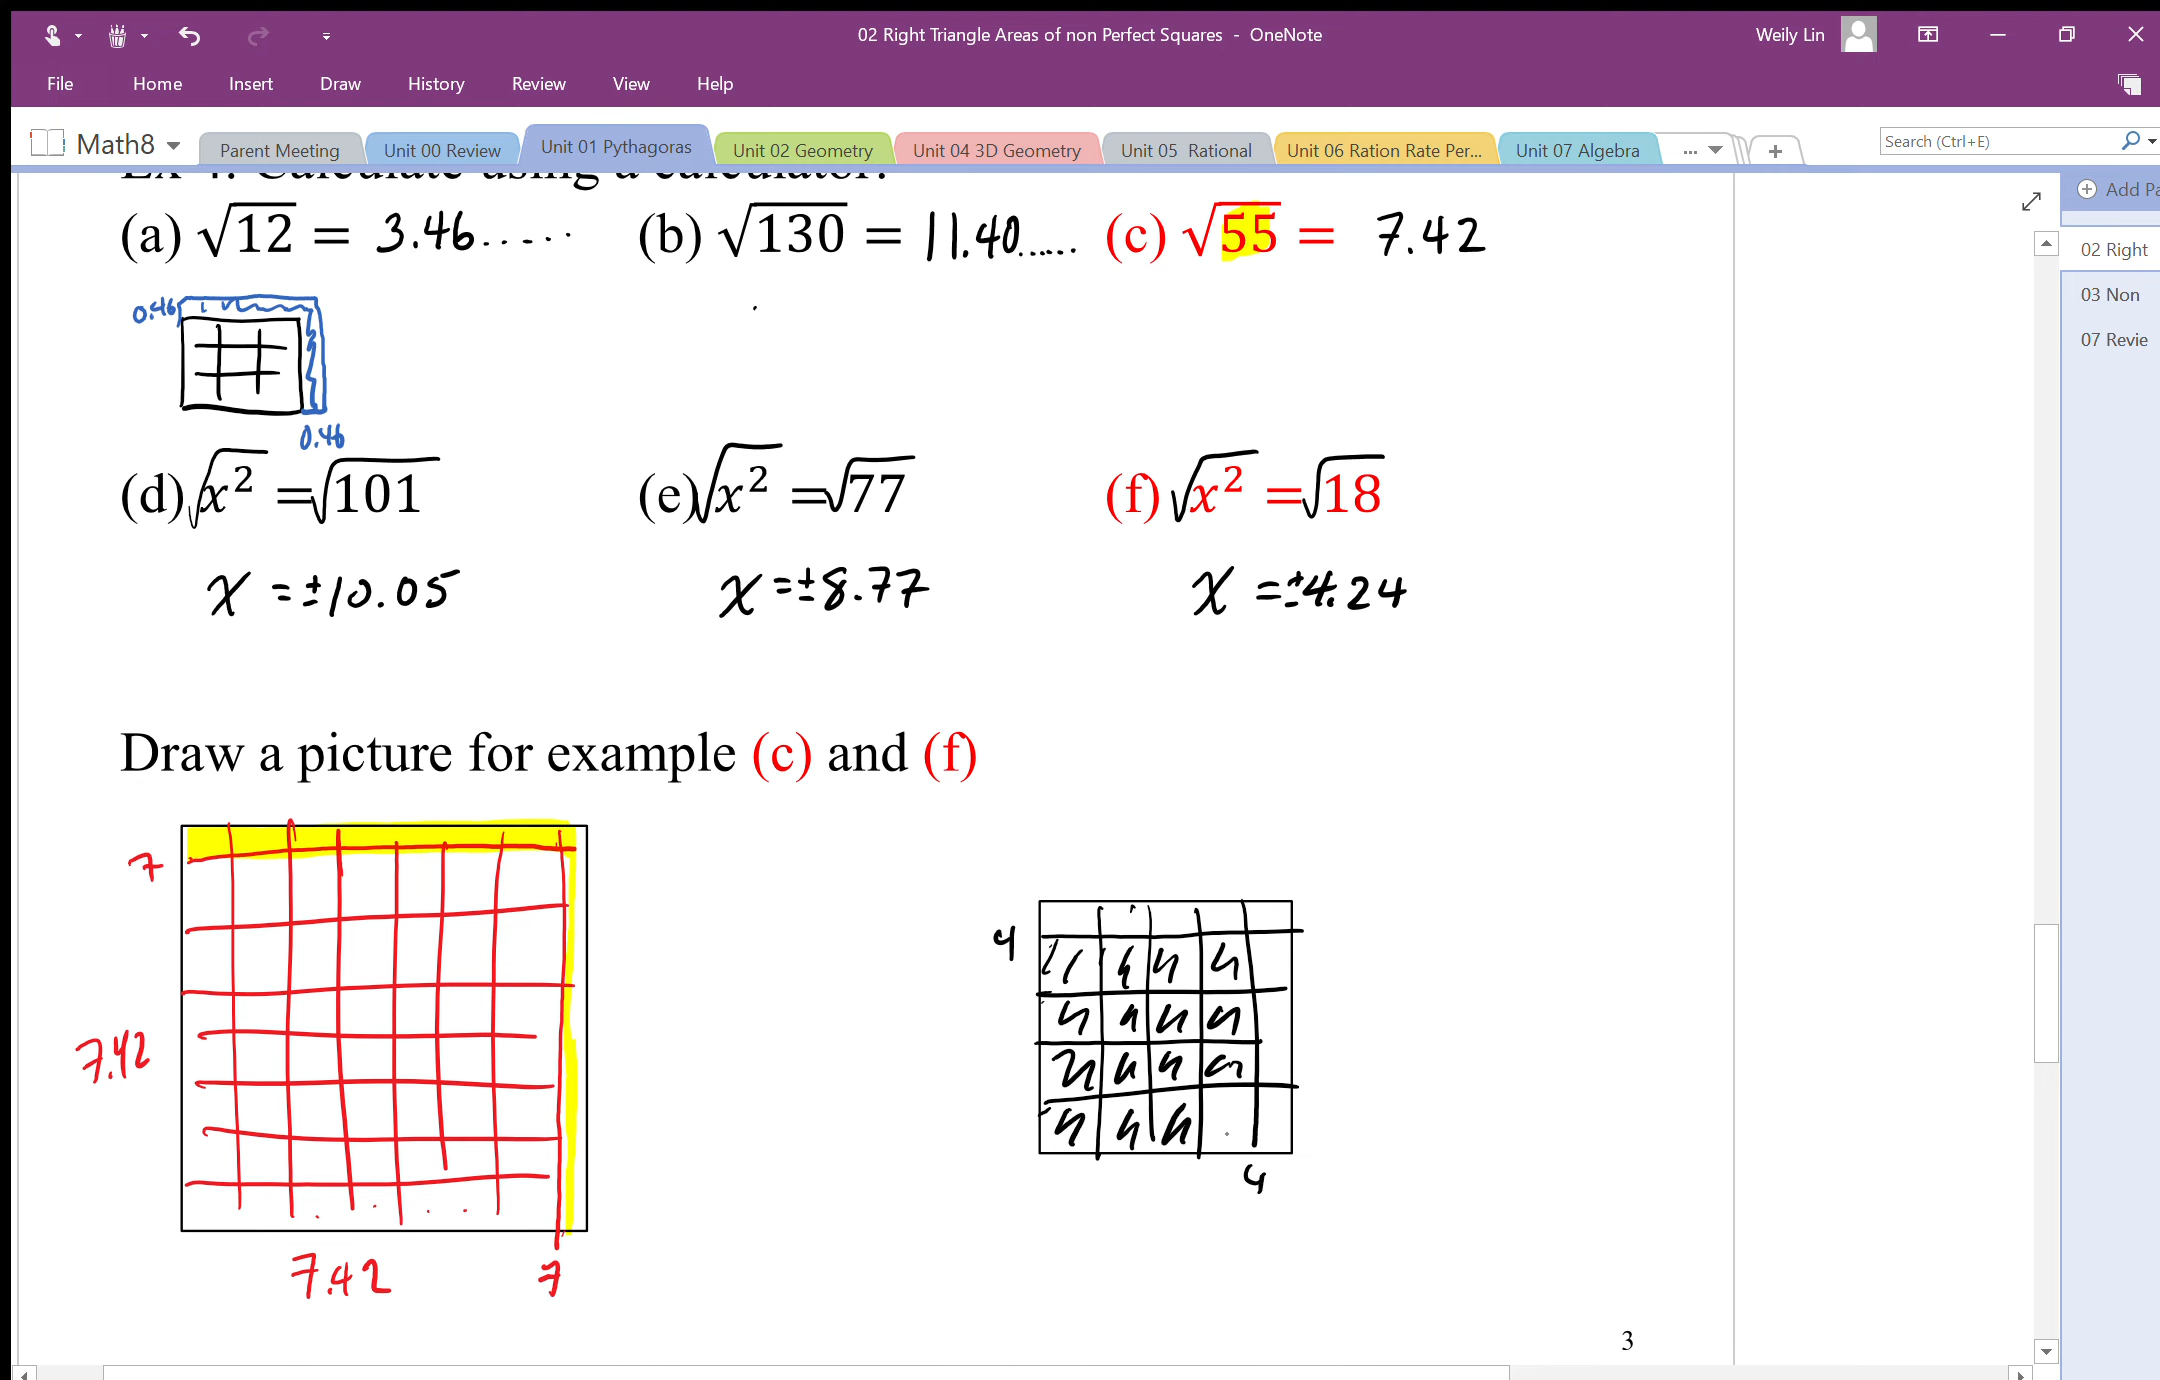 02 Right Triangle Areas of non Perfect Squares - OneNote
Weily Lin
File Home Insert Draw History Review View Help
Math8 Parent Meeting Unit 00 Review Unit 01 Pythagoras Unit 02 Geometry Unit 04 3D Geometry Unit 05 Rational Unit 06 Ration Rate Per... Unit 07 Algebra ... + Search (Ctrl+E)
Add Pa
02 Right
03 Non
07 Revie
Ex 4. Calculate using a calculator.
(a) √12 = 3.46..... (b) √130 = 11.40..... (c) √55 = 7.42
0.46
0.46
(d) √x² = √101 (e) √x² = √77 (f) √x² = √18
x = ±10.05 x = ±8.77 x = ±4.24
Draw a picture for example (c) and (f)
7
4
7.42
4
7.42 7
3